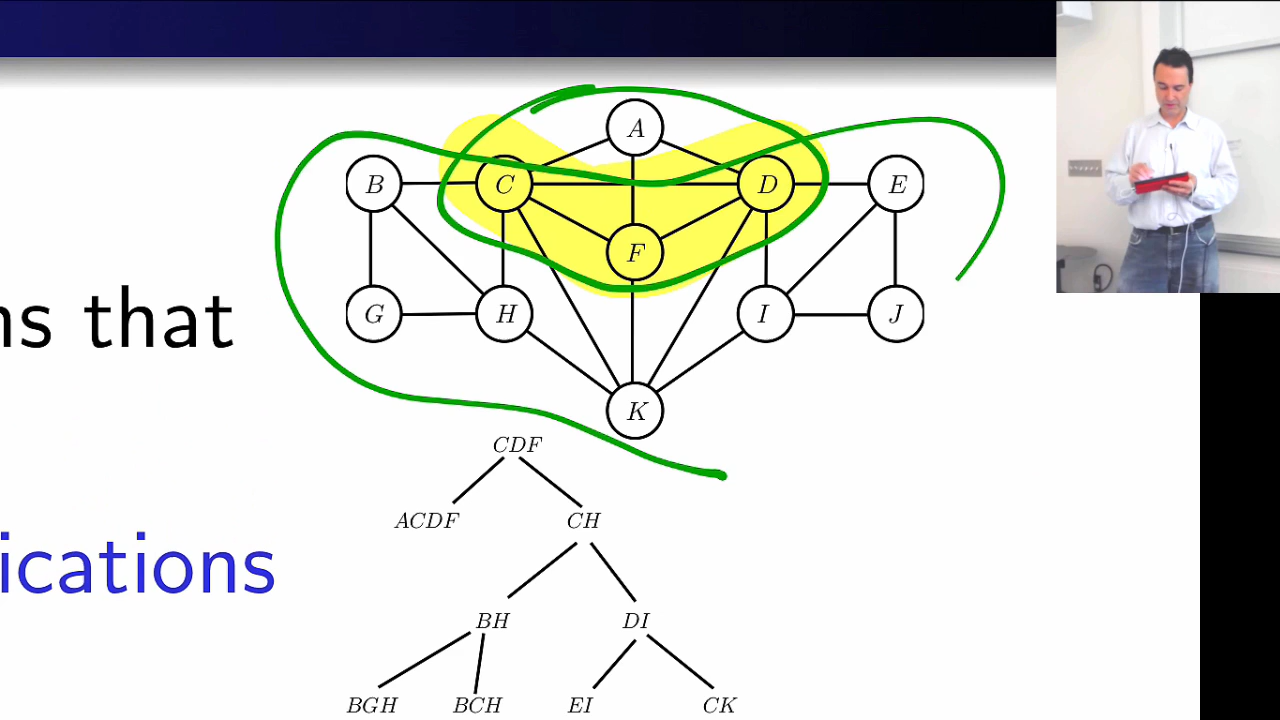 A
B C D E
F
ns that
G H I J
K
CDF
ACDF CH
ications
BH DI
BGH BCH EI CK